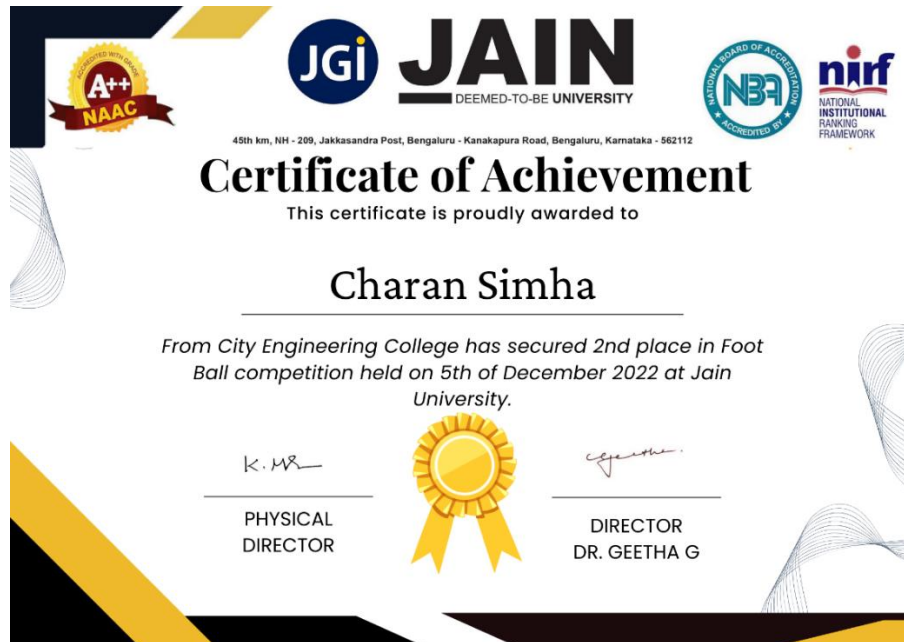 ACCREDITED WITH GRADE
A++
NAAC
JGi JAIN
DEEMED-TO-BE UNIVERSITY
NATIONAL BOARD OF ACCREDITATION
NBA
ACCREDITED BY
nirf
NATIONAL
INSTITUTIONAL
RANKING
FRAMEWORK
45th km, NH - 209, Jakkasandra Post, Bengaluru - Kanakapura Road, Bengaluru, Karnataka - 562112
Certificate of Achievement
This certificate is proudly awarded to
Charan Simha
From City Engineering College has secured 2nd place in Foot
Ball competition held on 5th of December 2022 at Jain
University.
Geetha.
PHYSICAL
DIRECTOR
DIRECTOR
DR. GEETHA G